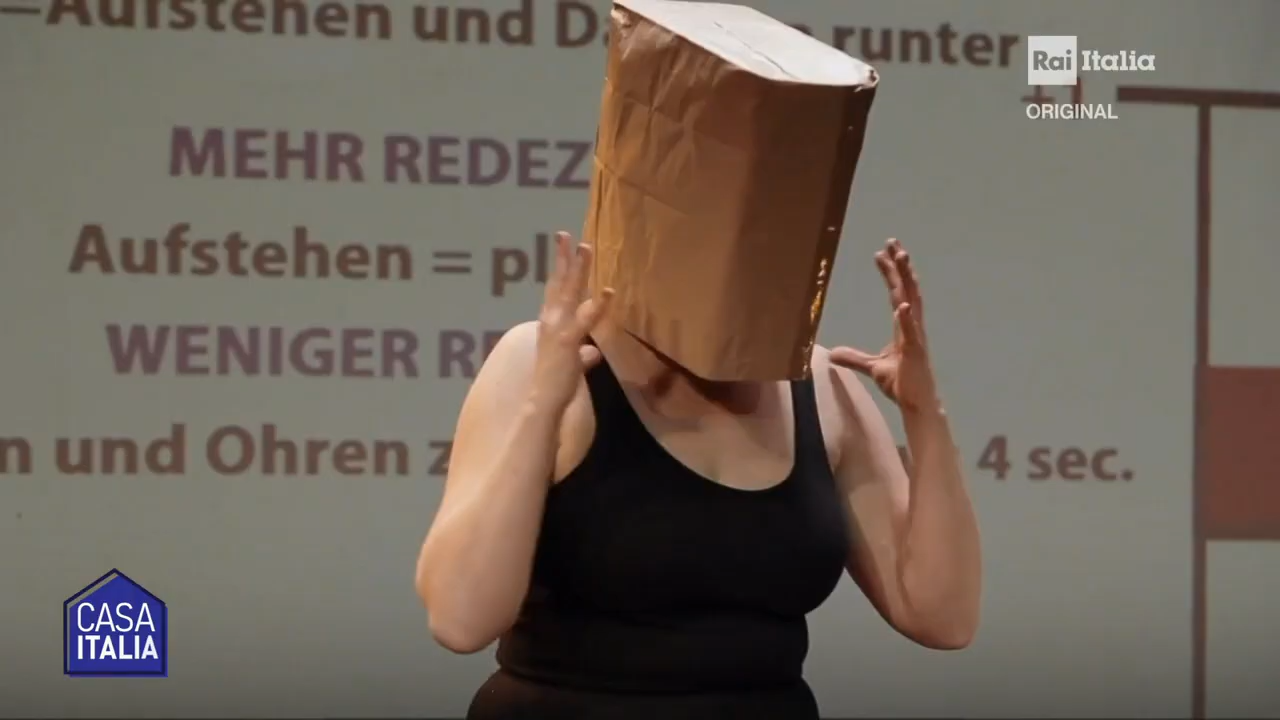 =Aufstehen und Da runter
Rai Italia
ORIGINAL
+1
MEHR REDEZ
Aufstehen = pl
WENIGER RE
n und Ohren z 4 sec.
CASA
ITALIA